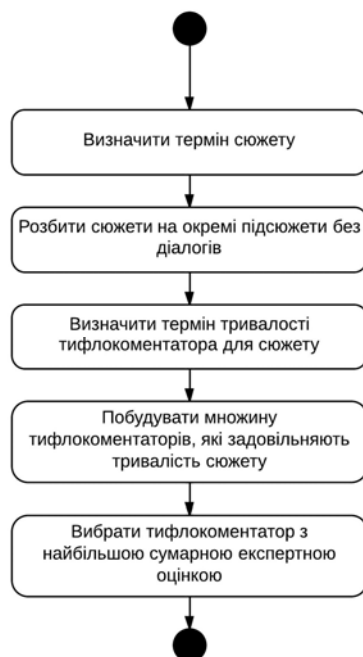 Визначити термін сюжету
Розбити сюжети на окремі підсюжети без
діалогів
Визначити термін тривалості
тифлокоментатора для сюжету
Побудувати множину
тифлокоментаторів, які задовільняють
тривалість сюжету
Вибрати тифлокоментатор з
найбільшою сумарною експертною
оцінкою